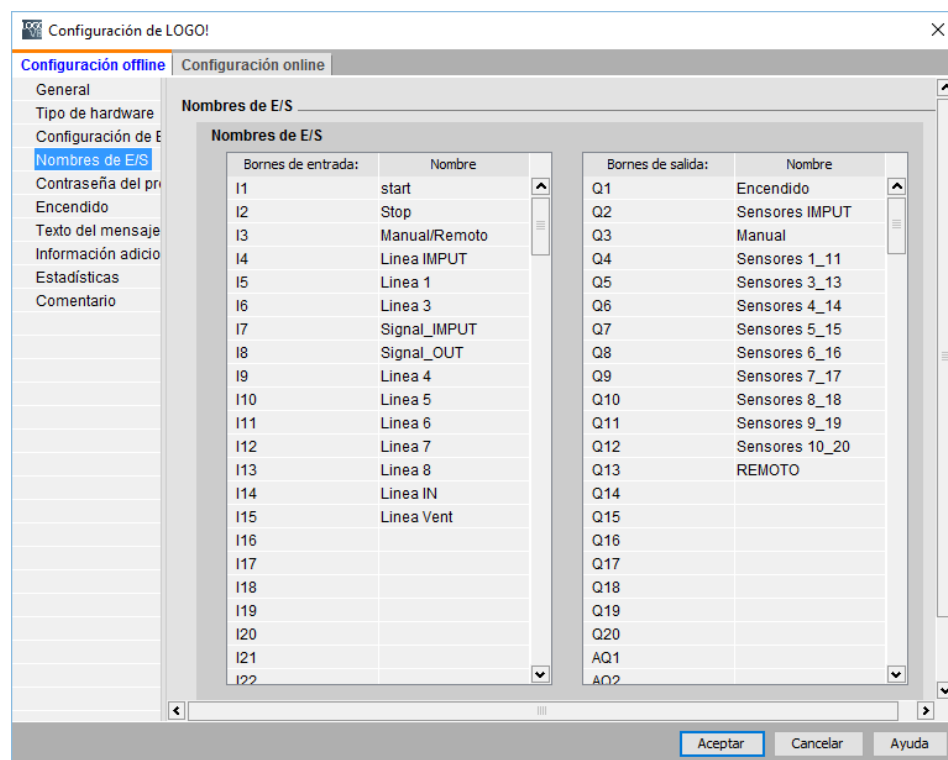 Configuración de LOGO!
Configuración offline Configuración online
General
Tipo de hardware
Configuración de E
Nombres de E/S
Contraseña del pr
Encendido
Texto del mensaje
Información adicio
Estadísticas
Comentario
Nombres de E/S
Nombres de E/S
Bornes de entrada: Nombre
I1 start
I2 Stop
I3 Manual/Remoto
I4 Linea IMPUT
I5 Linea 1
I6 Linea 3
I7 Signal_IMPUT
I8 Signal_OUT
I9 Linea 4
I10 Linea 5
I11 Linea 6
I12 Linea 7
I13 Linea 8
I14 Linea IN
I15 Linea Vent
I16
I17
I18
I19
I20
I21
I22
Bornes de salida: Nombre
Q1 Encendido
Q2 Sensores IMPUT
Q3 Manual
Q4 Sensores 1_11
Q5 Sensores 3_13
Q6 Sensores 4_14
Q7 Sensores 5_15
Q8 Sensores 6_16
Q9 Sensores 7_17
Q10 Sensores 8_18
Q11 Sensores 9_19
Q12 Sensores 10_20
Q13 REMOTO
Q14
Q15
Q16
Q17
Q18
Q19
Q20
AQ1
AQ2
Aceptar Cancelar Ayuda